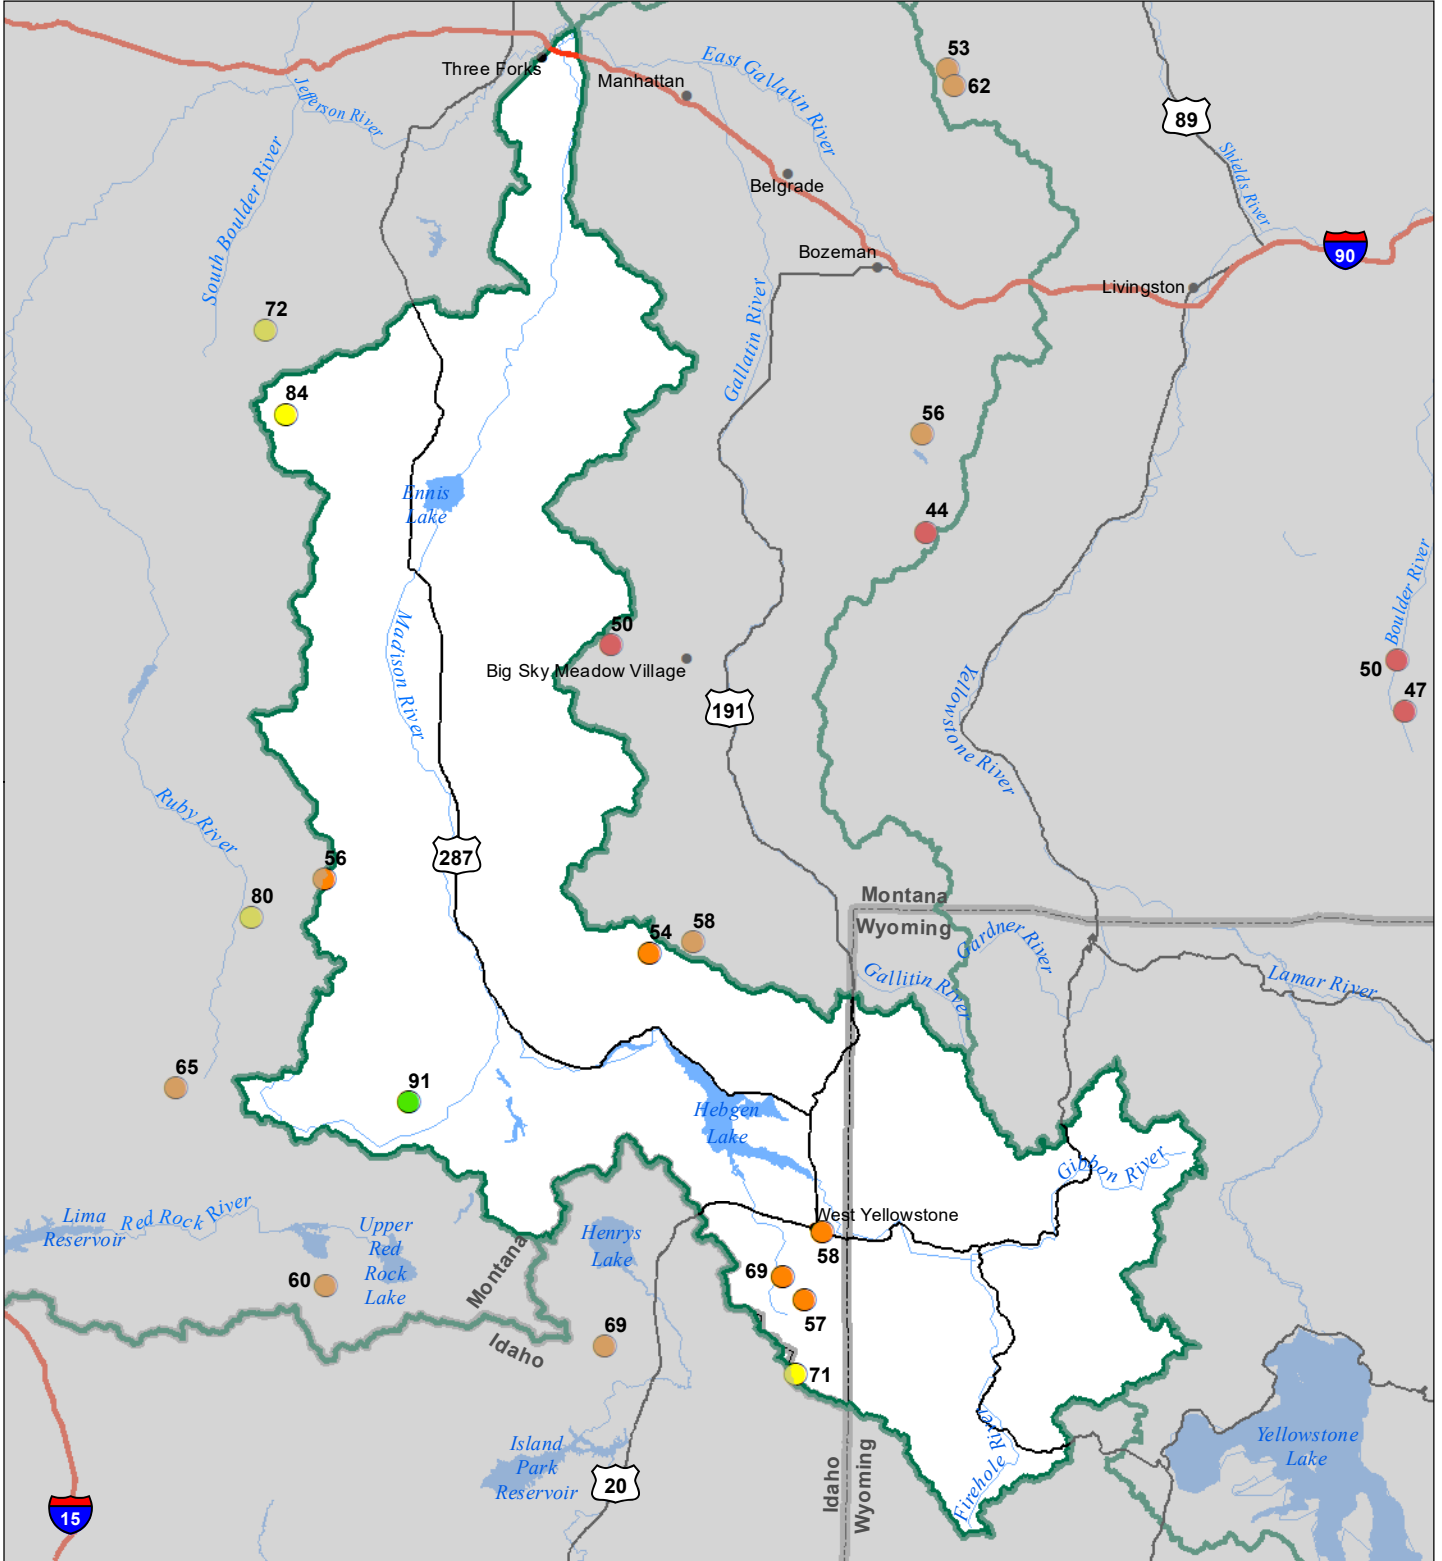 53
62
Three Forks
Manhattan
East Gallatin River
89
Jefferson River
Shields River
South Boulder River
Belgrade
Bozeman
90
Livingston
72
Gallatin River
84
56
Ennis
Lake
44
Boulder River
Madison River
50
50
Big Sky Meadow Village
47
191
Yellowstone River
Ruby River
287
56
80
Montana
Wyoming
54
58
Gardner River
Gallitin River
Lamar River
65
91
Hebgen
Lake
Gibbon River
Lima
Reservoir
Red Rock River
Upper
Red
Rock
Lake
Henrys
Lake
West Yellowstone
58
Montana
Idaho
60
69
57
69
71
Firehole River
Yellowstone
Lake
Island
Park
Reservoir
20
Idaho
Wyoming
15